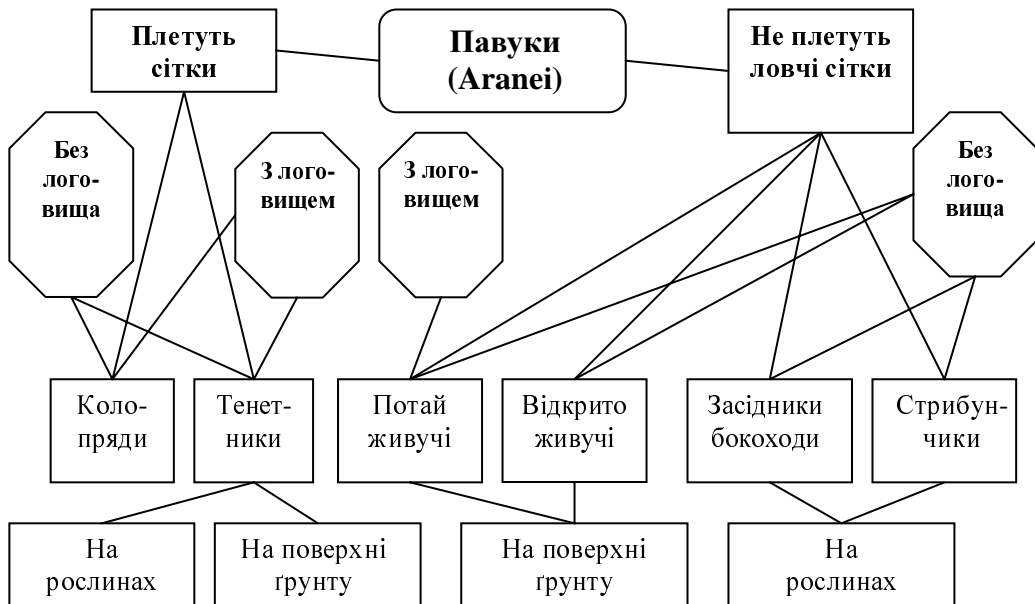 Плетуть
сітки
Павуки
(Aranei)
Не плетуть
ловчі сітки
Без
лого-
вища
З лого-
вищем
З лого-
вищем
Без
лого-
вища
Коло-
пряди
Тенет-
ники
Потай
живучі
Відкрито
живучі
Засідники
бокоходи
Стрибун-
чики
На
рослинах
На поверхні
ґрунту
На поверхні
ґрунту
На
рослинах